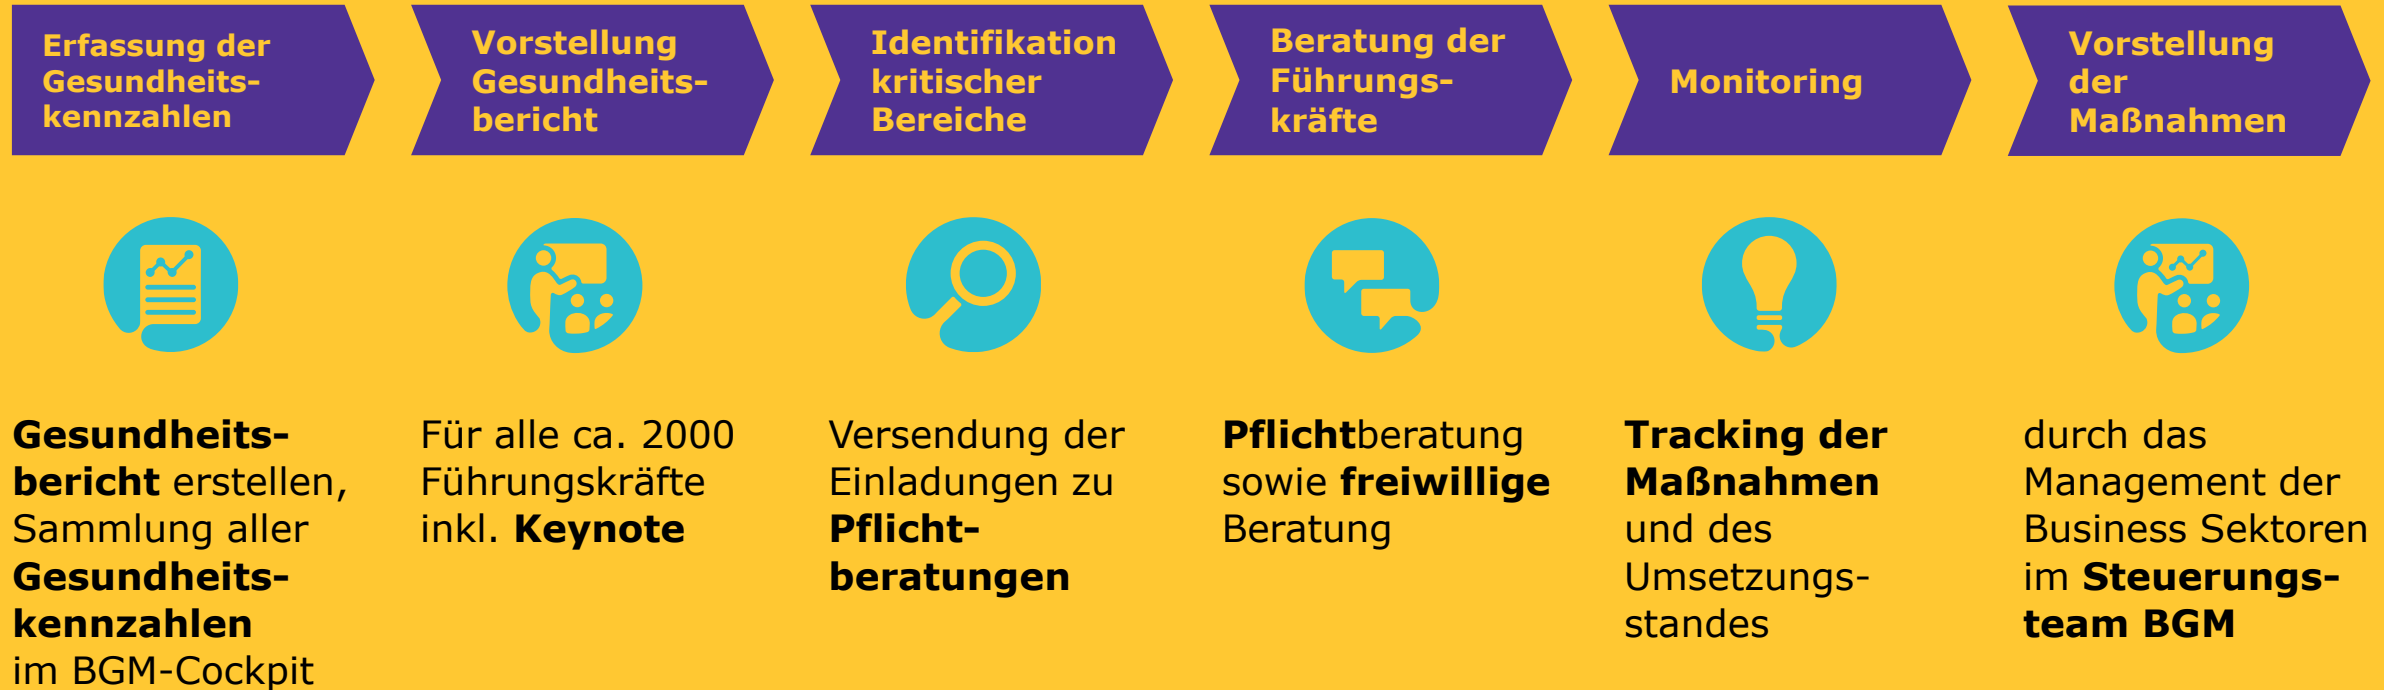 Erfassung der
Gesundheits-
kennzahlen
Vorstellung
Gesundheits-
bericht
Identifikation
kritischer
Bereiche
Beratung der
Führungs-
kräfte
Monitoring
Vorstellung
der
Maßnahmen
Gesundheits-
bericht erstellen,
Sammlung aller
Gesundheits-
kennzahlen
im BGM-Cockpit
Für alle ca. 2000
Führungskräfte
inkl. Keynote
Versendung der
Einladungen zu
Pflicht-
beratungen
Pflichtberatung
sowie freiwillige
Beratung
Tracking der
Maßnahmen
und des
Umsetzungs-
standes
durch das
Management der
Business Sektoren
im Steuerungs-
team BGM